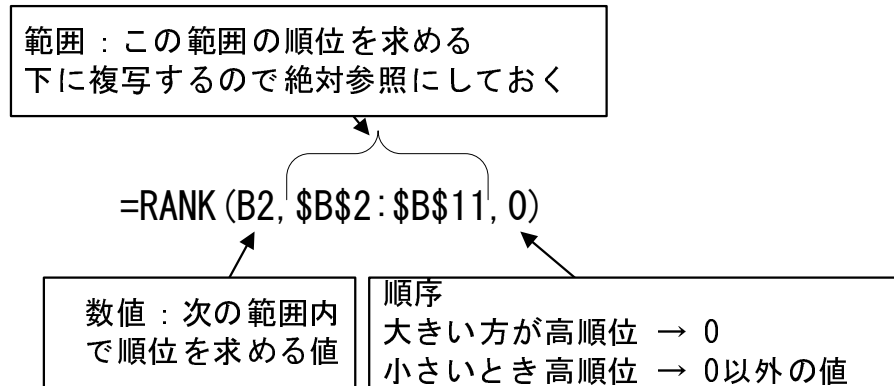 範囲：この範囲の順位を求める
下に複写するので絶対参照にしておく
=RANK(B2,$B$2:$B$11,0)
数値：次の範囲内
で順位を求める値
順序
大きい方が高順位 → 0
小さいとき高順位 → 0以外の値